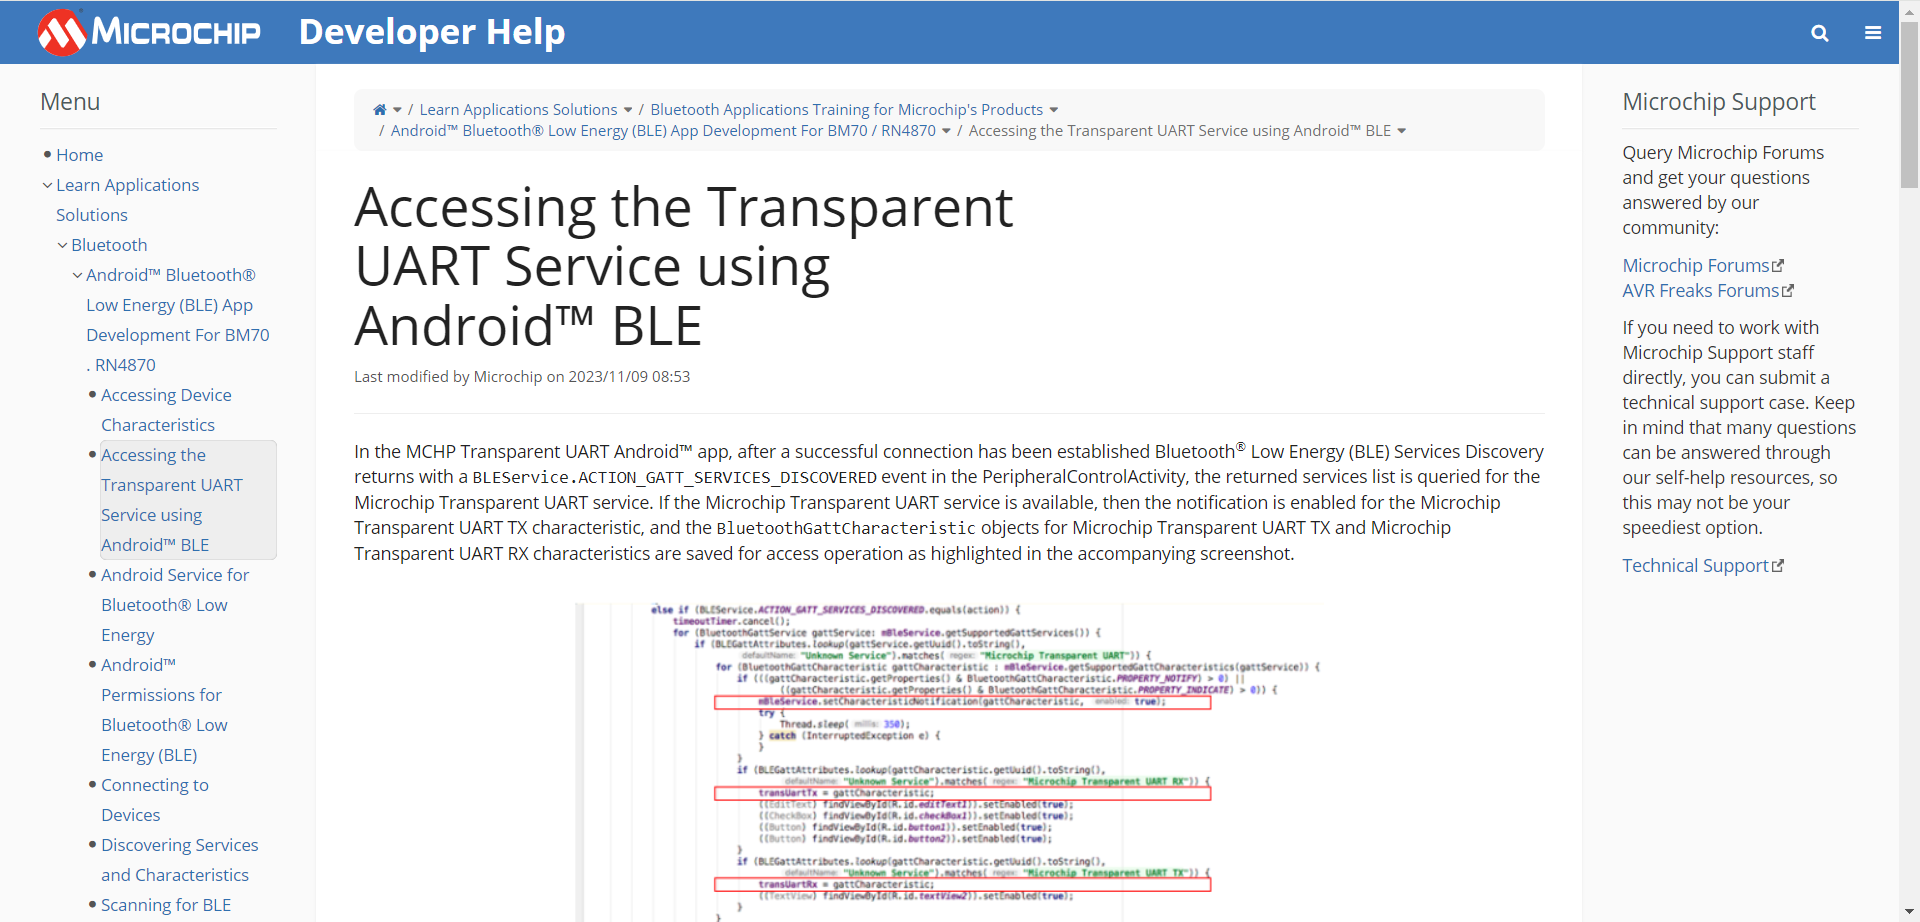 MICROCHIP
Developer Help
Menu
Home
Learn Applications
Solutions
Bluetooth
Android™ Bluetooth®
Low Energy (BLE) App
Development For BM70
. RN4870
Accessing Device
Characteristics
Accessing the
Transparent UART
Service using
Android™ BLE
Android Service for
Bluetooth® Low
Energy
Android™
Permissions for
Bluetooth® Low
Energy (BLE)
Connecting to
Devices
Discovering Services
and Characteristics
Scanning for BLE
/ Learn Applications Solutions / Bluetooth Applications Training for Microchip's Products
/ Android™ Bluetooth® Low Energy (BLE) App Development For BM70 / RN4870 / Accessing the Transparent UART Service using Android™ BLE
Accessing the Transparent
UART Service using
Android™ BLE
Last modified by Microchip on 2023/11/09 08:53
In the MCHP Transparent UART Android™ app, after a successful connection has been established Bluetooth® Low Energy (BLE) Services Discovery
returns with a BLEService.ACTION_GATT_SERVICES_DISCOVERED event in the PeripheralControlActivity, the returned services list is queried for the
Microchip Transparent UART service. If the Microchip Transparent UART service is available, then the notification is enabled for the Microchip
Transparent UART TX characteristic, and the BluetoothGattCharacteristic objects for Microchip Transparent UART TX and Microchip
Transparent UART RX characteristics are saved for access operation as highlighted in the accompanying screenshot.
else if (BLEService.ACTION_GATT_SERVICES_DISCOVERED.equals(action)) {
timeoutTimer.cancel();
for (BluetoothGattService gattService: mBleService.getSupportedGattServices()) {
if (BLEGattAttributes.lookup(gattService.getUuid().toString(),
defaultName: "Unknown Service").matches( regex: "Microchip Transparent UART")) {
for (BluetoothGattCharacteristic gattCharacteristic : mBleService.getSupportedGattCharacteristics(gattService)) {
if (((gattCharacteristic.getProperties() & BluetoothGattCharacteristic.PROPERTY_NOTIFY) > 0) ||
((gattCharacteristic.getProperties() & BluetoothGattCharacteristic.PROPERTY_INDICATE) > 0)) {
mBleService.setCharacteristicNotification(gattCharacteristic, enabled: true);
try {
Thread.sleep( millis: 350);
} catch (InterruptedException e) {
}
}
if (BLEGattAttributes.lookup(gattCharacteristic.getUuid().toString(),
defaultName: "Unknown Service").matches( regex: "Microchip Transparent UART RX")) {
transUartTx = gattCharacteristic;
((EditText) findViewById(R.id.editText1)).setEnabled(true);
((CheckBox) findViewById(R.id.checkBox1)).setEnabled(true);
((Button) findViewById(R.id.button1)).setEnabled(true);
((Button) findViewById(R.id.button2)).setEnabled(true);
}
if (BLEGattAttributes.lookup(gattCharacteristic.getUuid().toString(),
defaultName: "Unknown Service").matches( regex: "Microchip Transparent UART TX")) {
transUartRx = gattCharacteristic;
((TextView) findViewById(R.id.textView2)).setEnabled(true);
}
}
Microchip Support
Query Microchip Forums
and get your questions
answered by our
community:
Microchip Forums
AVR Freaks Forums
If you need to work with
Microchip Support staff
directly, you can submit a
technical support case. Keep
in mind that many questions
can be answered through
our self-help resources, so
this may not be your
speediest option.
Technical Support